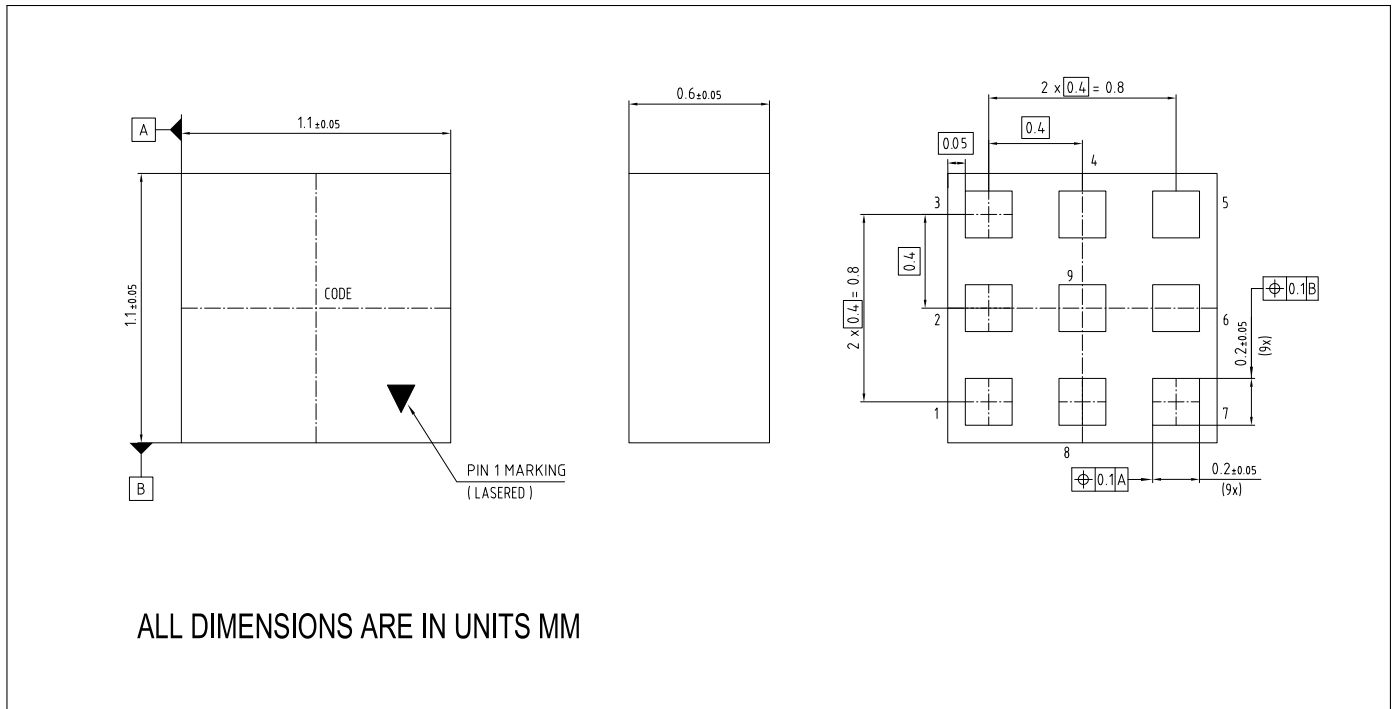 A
1.1±0.05
1.1±0.05
CODE
PIN 1 MARKING
( LASERED )
B
0.6±0.05
2 x 0.4 = 0.8
0.4
0.05
3
4
5
0.4
2 x 0.4 = 0.8
9
2
6
⌖ 0.1 B
0.2±0.05
(9x)
1
7
8
⌖ 0.1 A
0.2±0.05
(9x)
ALL DIMENSIONS ARE IN UNITS MM